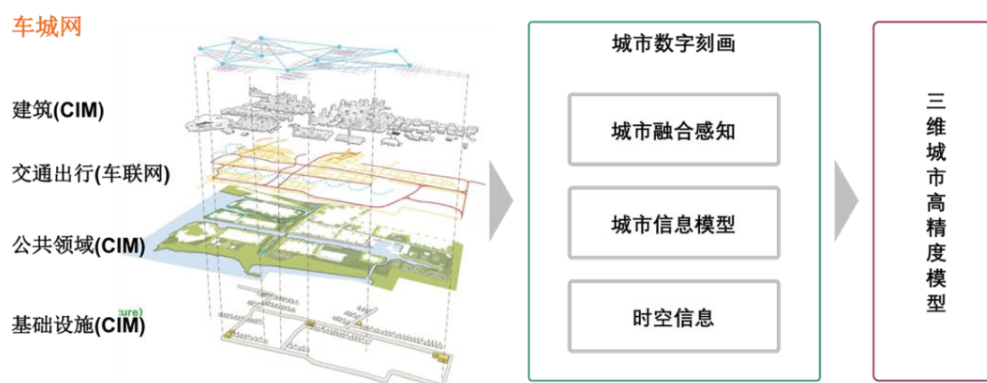 车城网
建筑(CIM)
交通出行(车联网)
公共领域(CIM)
ture)
基础设施(CIM)
城市数字刻画
城市融合感知
城市信息模型
时空信息
三维城市高精度模型